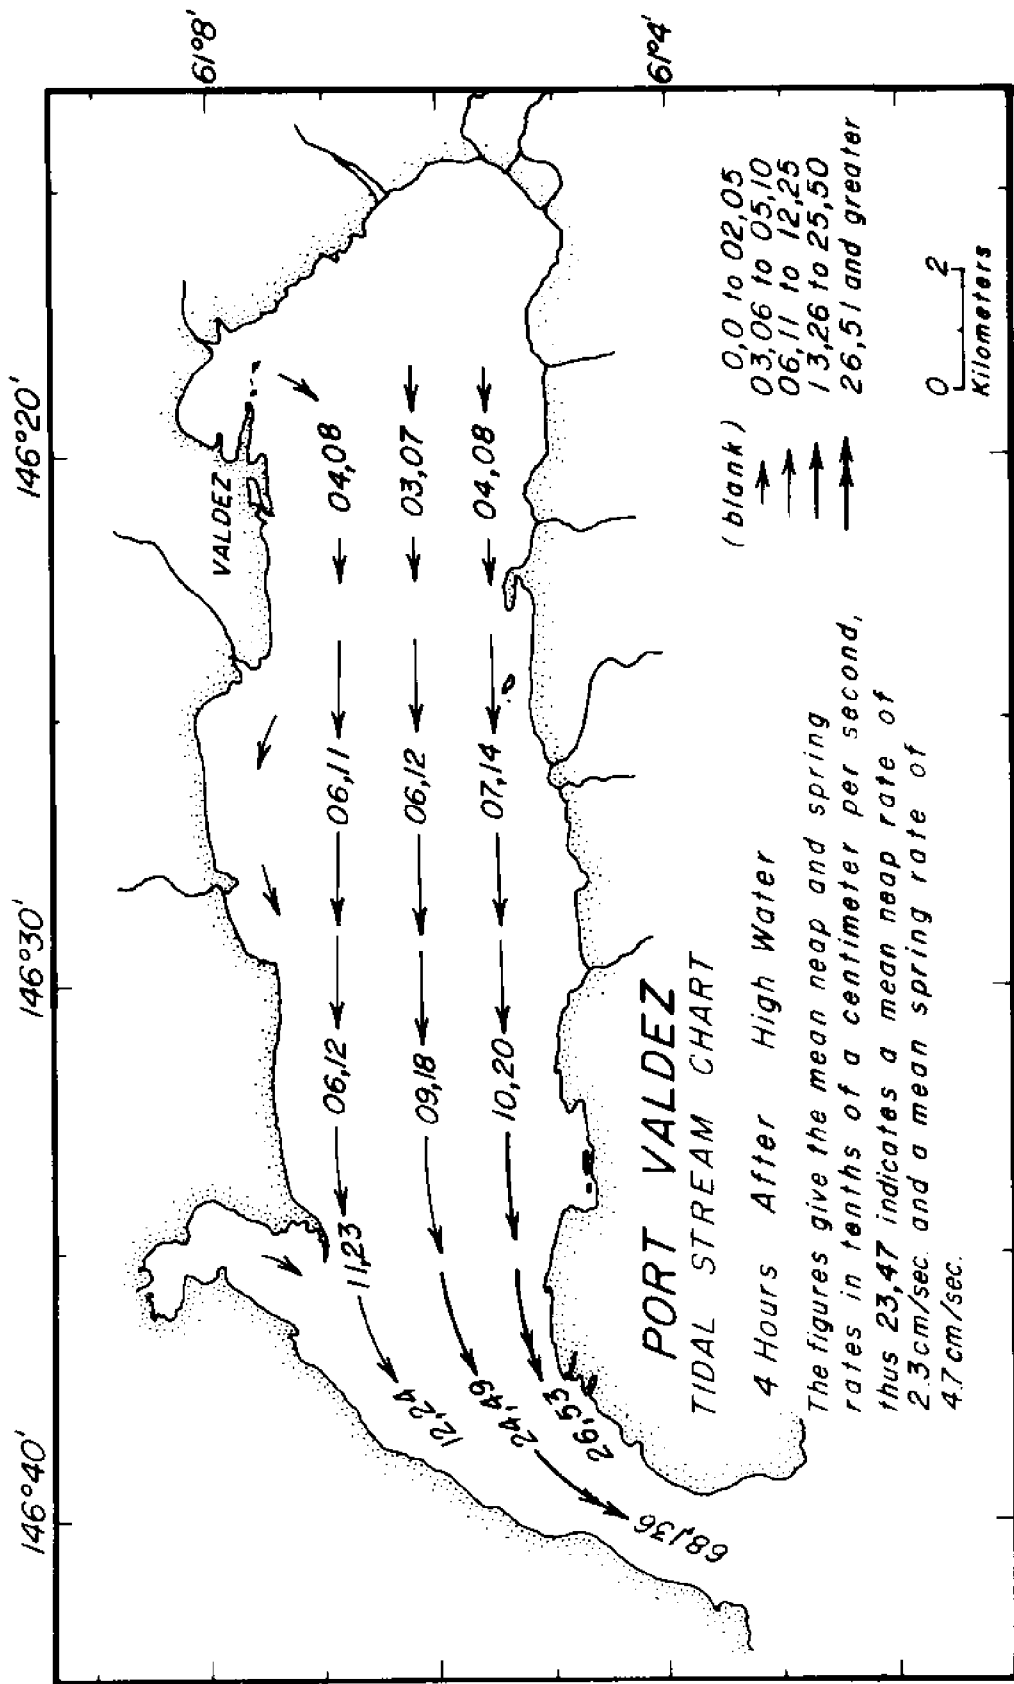 146°40'
146°30'
146°20'
61°8'
61°4'
VALDEZ
04,08
03,07
04,08
06,11
06,12
07,14
06,12
09,18
10,20
11,23
12,24
24,49
26,53
68,136
PORT VALDEZ
TIDAL STREAM CHART
4 Hours After High Water
The figures give the mean neap and spring
rates in tenths of a centimeter per second,
thus 23,47 indicates a mean neap rate of
2.3cm/sec. and a mean spring rate of
4.7cm/sec.
(blank) 0,0 to 02,05
03,06 to 05,10
06,11 to 12,25
13,26 to 25,50
26,51 and greater
0 2
Kilometers